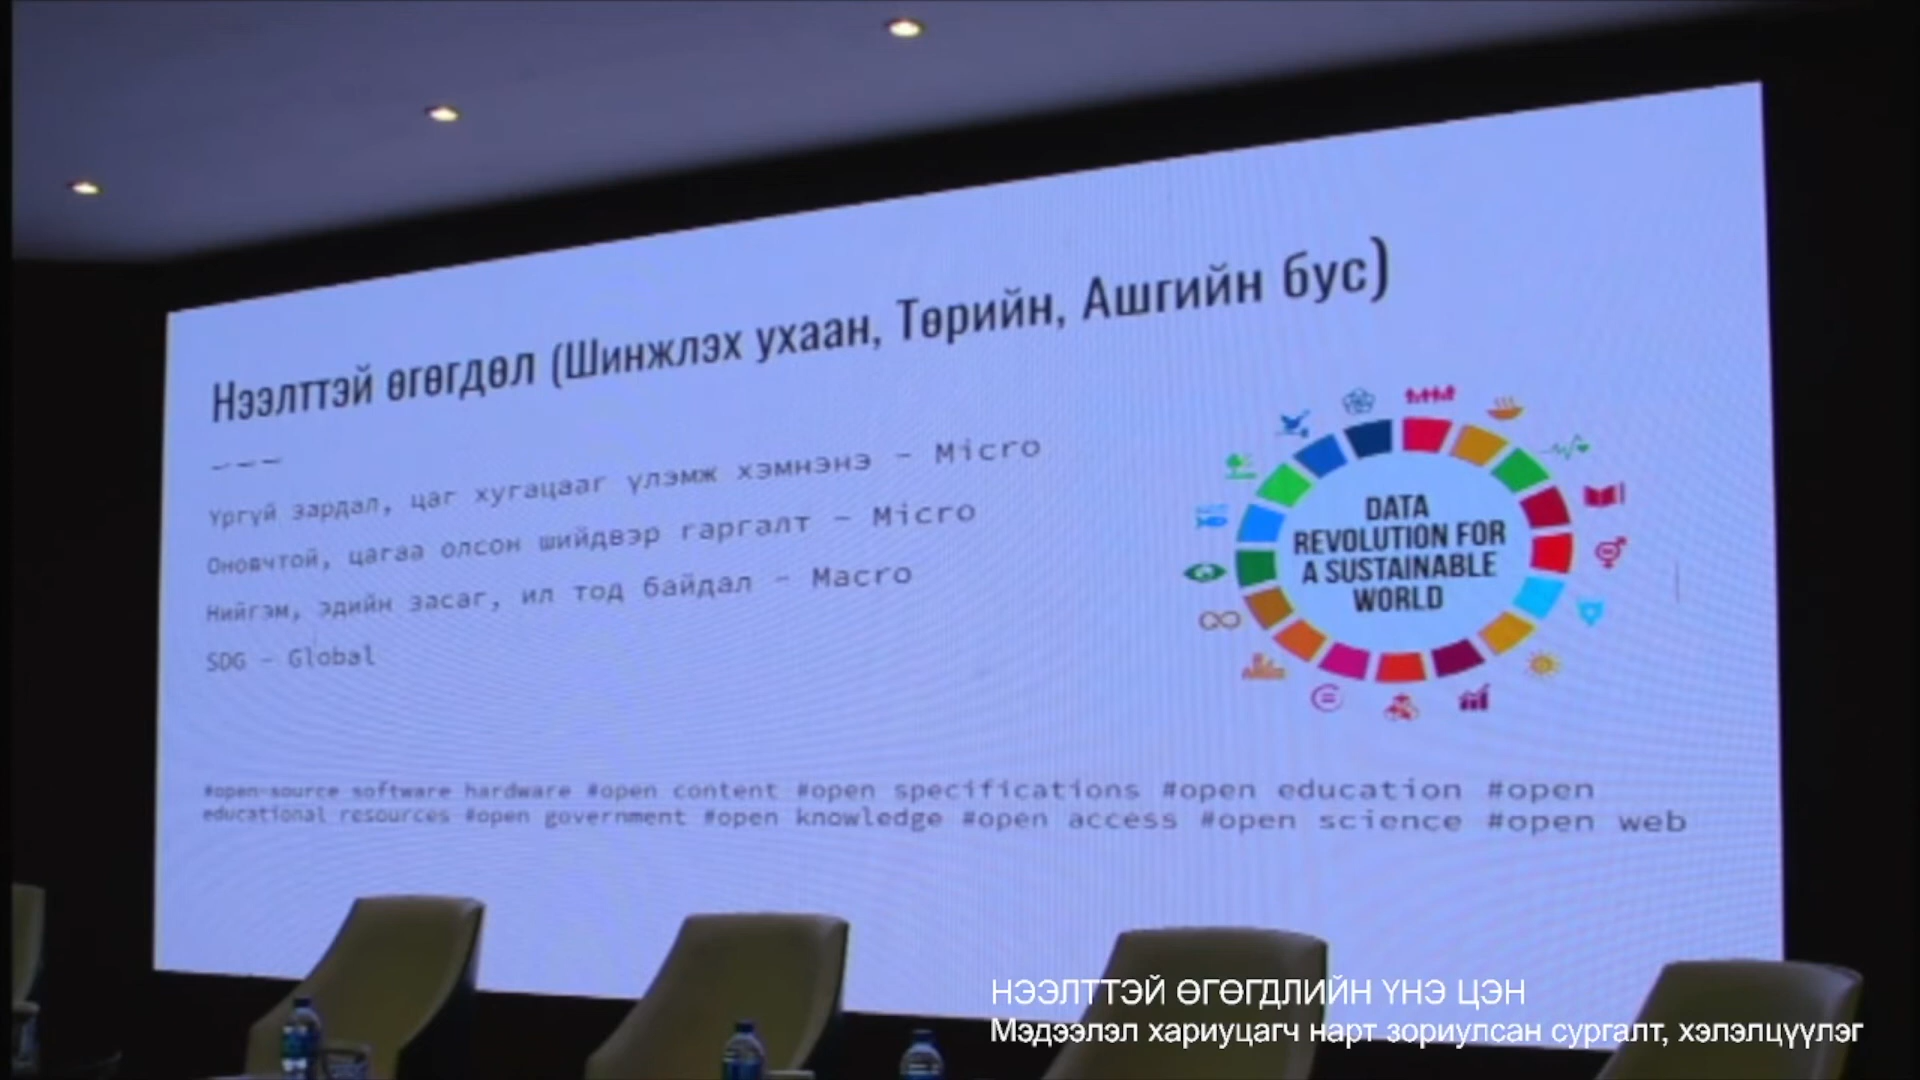 Нээлттэй өгөгдөл (Шинжлэх ухаан, Төрийн, Ашгийн бус)
Үргүй зардал, цаг хугацааг үлэмж хэмнэнэ – Micro
Оновчтой, цагаа олсон шийдвэр гаргалт – Micro
Нийгэм, эдийн засаг, ил тод байдал – Macro
SDG – Global
DATA
REVOLUTION FOR
A SUSTAINABLE
WORLD
#open-source software hardware #open content #open specifications #open education #open
educational resources #open government #open knowledge #open access #open science #open web
НЭЭЛТТЭЙ ӨГӨГДЛИЙН ҮНЭ ЦЭН
Мэдээлэл хариуцагч нарт зориулсан сургалт, хэлэлцүүлэг